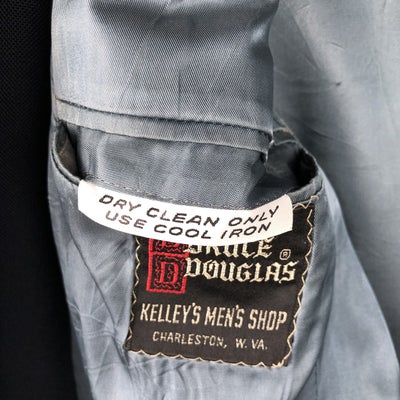 DRY CLEAN ONLY
USE COOL IRON
BRUCE
D DOUGLAS ®
KELLEY'S MEN'S SHOP
CHARLESTON, W. VA.